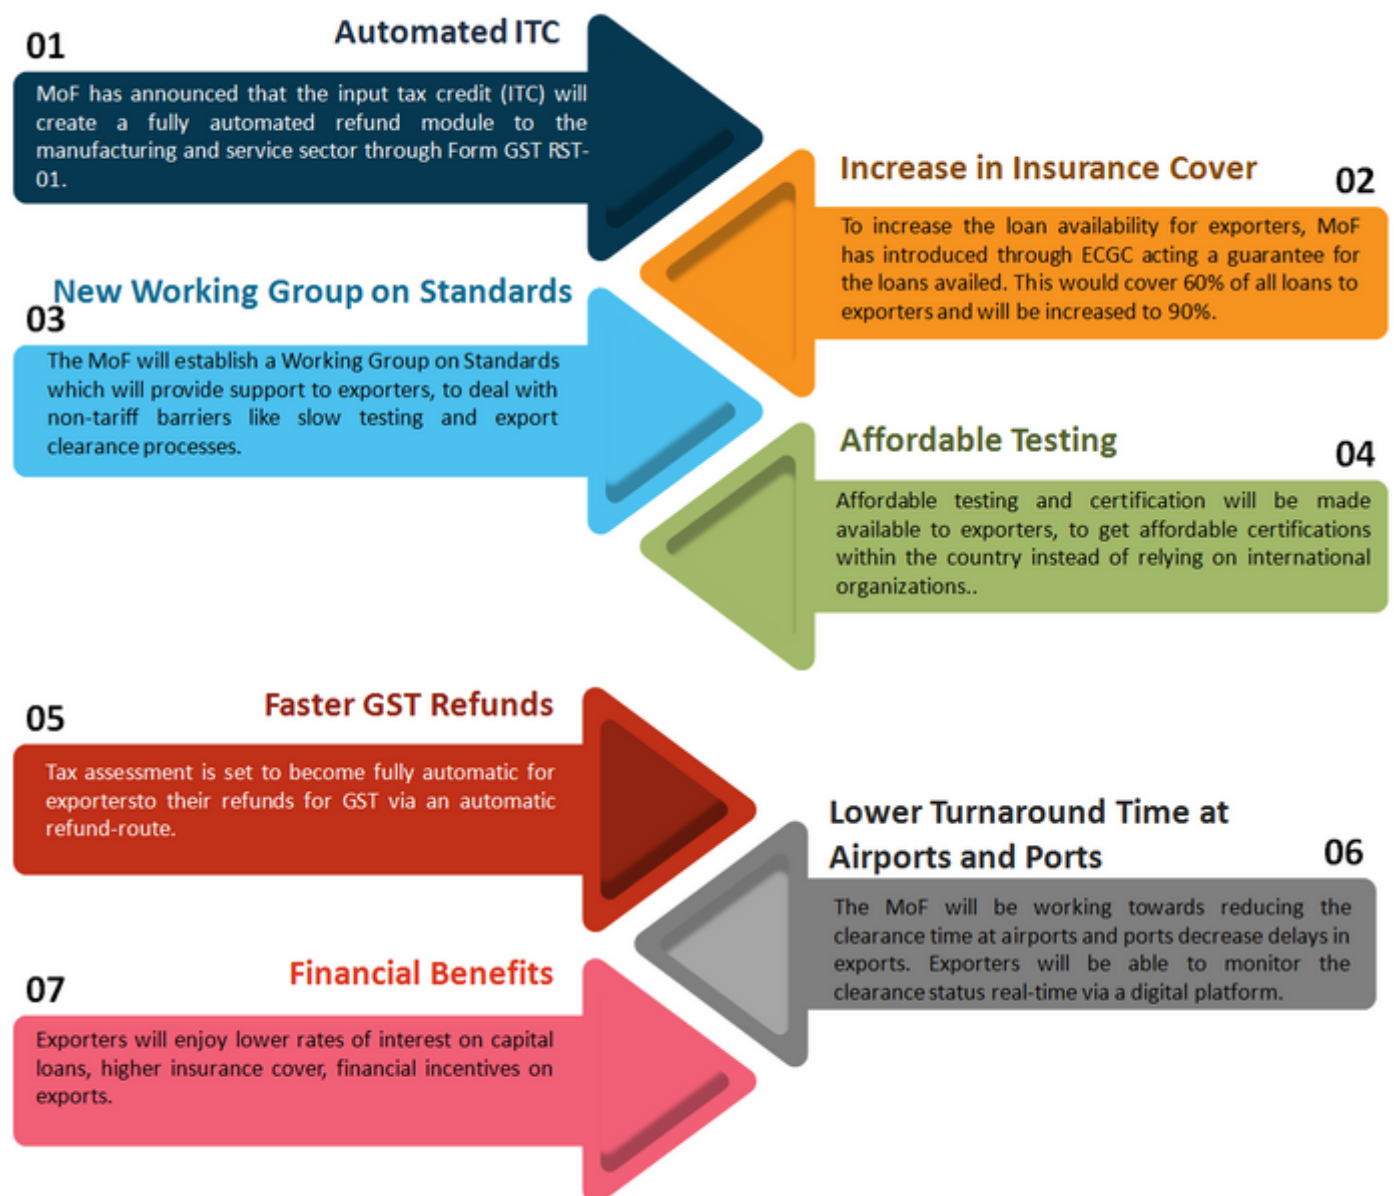 01
Automated ITC
MoF has announced that the input tax credit (ITC) will
create a fully automated refund module to the
manufacturing and service sector through Form GST RST-
01.
Increase in Insurance Cover
02
To increase the loan availability for exporters, MoF
has introduced through ECGC acting a guarantee for
the loans availed. This would cover 60% of all loans to
exporters and will be increased to 90%.
New Working Group on Standards
03
The MoF will establish a Working Group on Standards
which will provide support to exporters, to deal with
non-tariff barriers like slow testing and export
clearance processes.
Affordable Testing
04
Affordable testing and certification will be made
available to exporters, to get affordable certifications
within the country instead of relying on international
organizations..
05
Faster GST Refunds
Tax assessment is set to become fully automatic for
exportersto their refunds for GST via an automatic
refund-route.
Lower Turnaround Time at
Airports and Ports
06
The MoF will be working towards reducing the
clearance time at airports and ports decrease delays in
exports. Exporters will be able to monitor the
clearance status real-time via a digital platform.
07
Financial Benefits
Exporters will enjoy lower rates of interest on capital
loans, higher insurance cover, financial incentives on
exports.